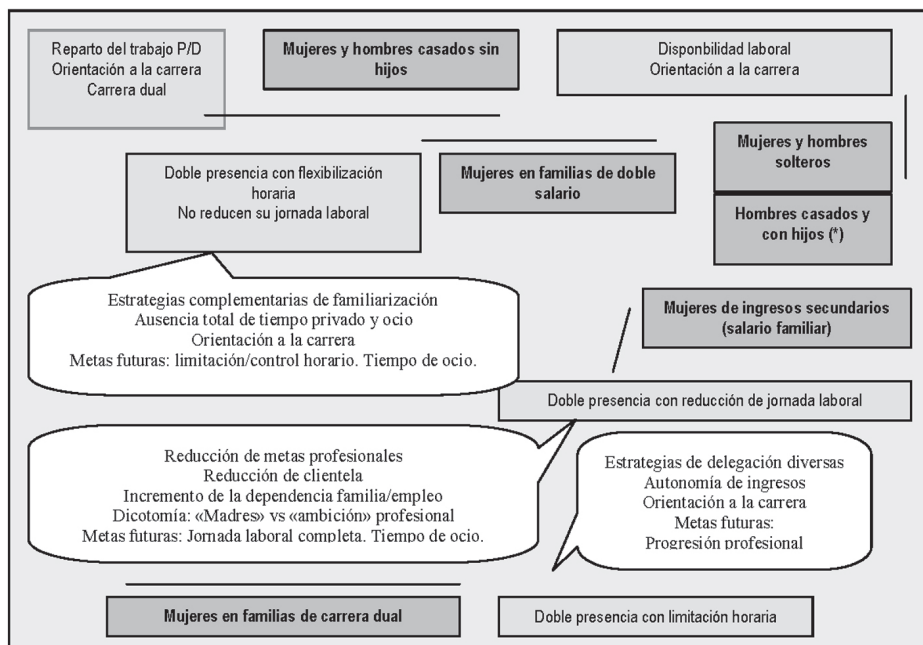 Reparto del trabajo P/D
Orientación a la carrera
Carrera dual
Mujeres y hombres casados sin
hijos
Disponbilidad laboral
Orientación a la carrera
Mujeres y hombres
solteros
Doble presencia con flexibilización
horaria
No reducen su jornada laboral
Mujeres en familias de doble
salario
Hombres casados y
con hijos (*)
Estrategias complementarias de familiarización
Ausencia total de tiempo privado y ocio
Orientación a la carrera
Metas futuras: limitación/control horario. Tiempo de ocio.
Mujeres de ingresos secundarios
(salario familiar)
Doble presencia con reducción de jornada laboral
Reducción de metas profesionales
Reducción de clientela
Incremento de la dependencia familia/empleo
Dicotomía: «Madres» vs «ambición» profesional
Metas futuras: Jornada laboral completa. Tiempo de ocio.
Estrategias de delegación diversas
Autonomía de ingresos
Orientación a la carrera
Metas futuras:
Progresión profesional
Mujeres en familias de carrera dual
Doble presencia con limitación horaria